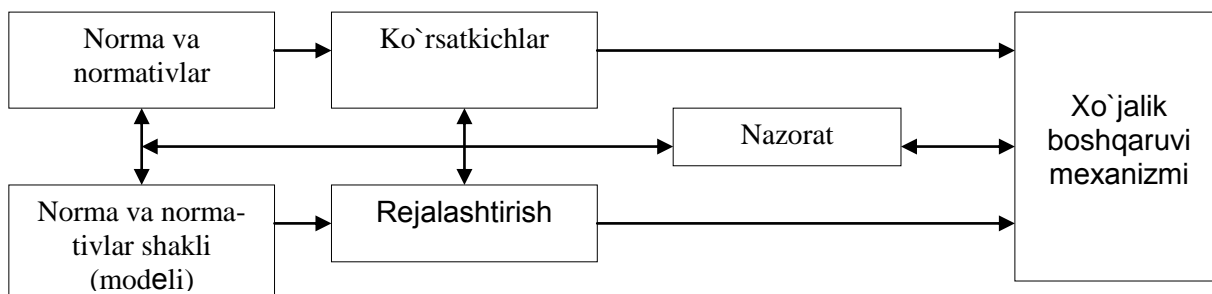 Norma va
normativlar
Ko`rsatkichlar
Nazorat
Xo`jalik
boshqaruvi
mexanizmi
Norma va norma-
tivlar shakli
(modeli)
Rejalashtirish